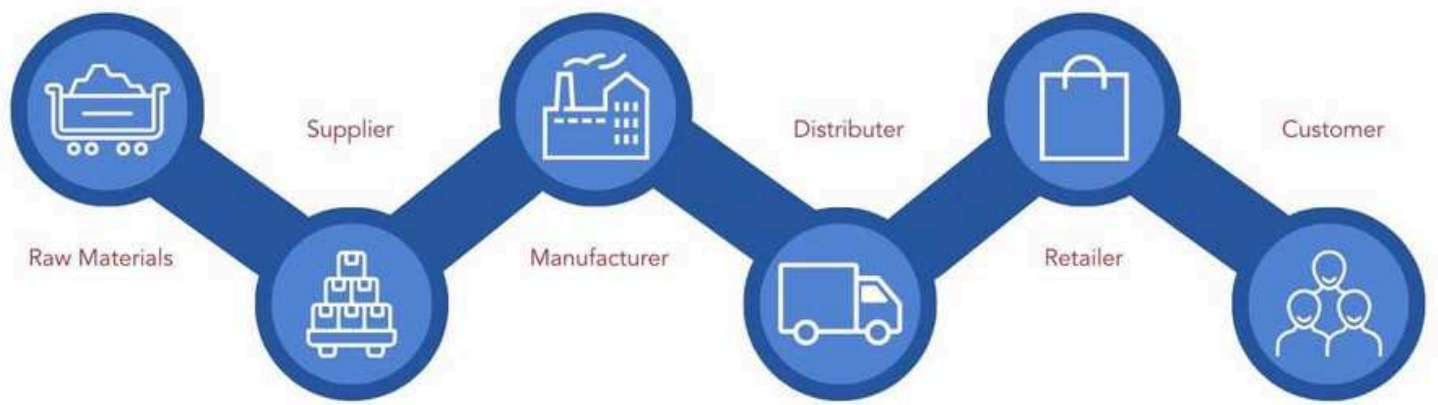 Supplier
Distributer
Customer
Raw Materials
Manufacturer
Retailer